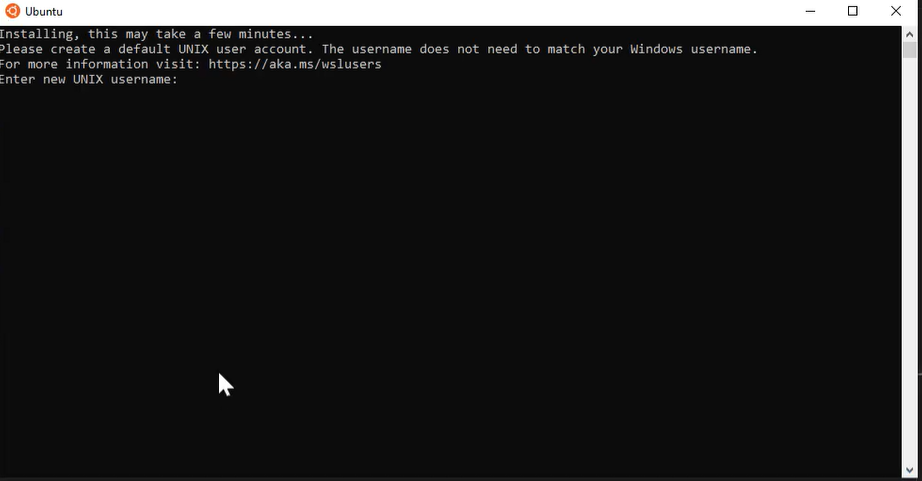 Ubuntu
Installing, this may take a few minutes...
Please create a default UNIX user account. The username does not need to match your Windows username.
For more information visit: https://aka.ms/wslusers
Enter new UNIX username: